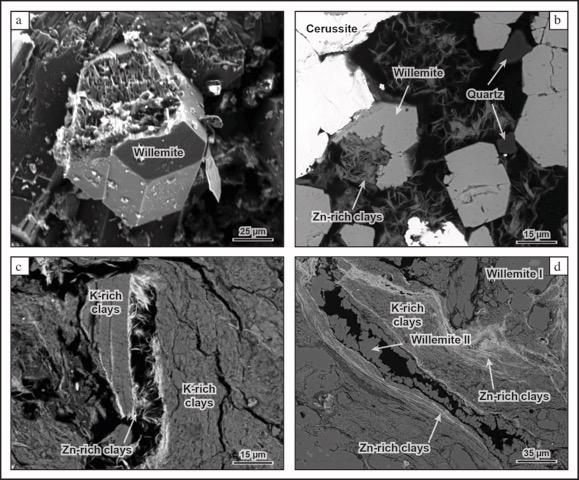 a
Willemite
25 µm
b
Cerussite
Willemite
Quartz
Zn-rich clays
15 µm
c
K-rich
clays
K-rich
clays
Zn-rich clays
15 µm
d
Willemite I
K-rich
clays
Willemite II
Zn-rich clays
Zn-rich clays
35 µm